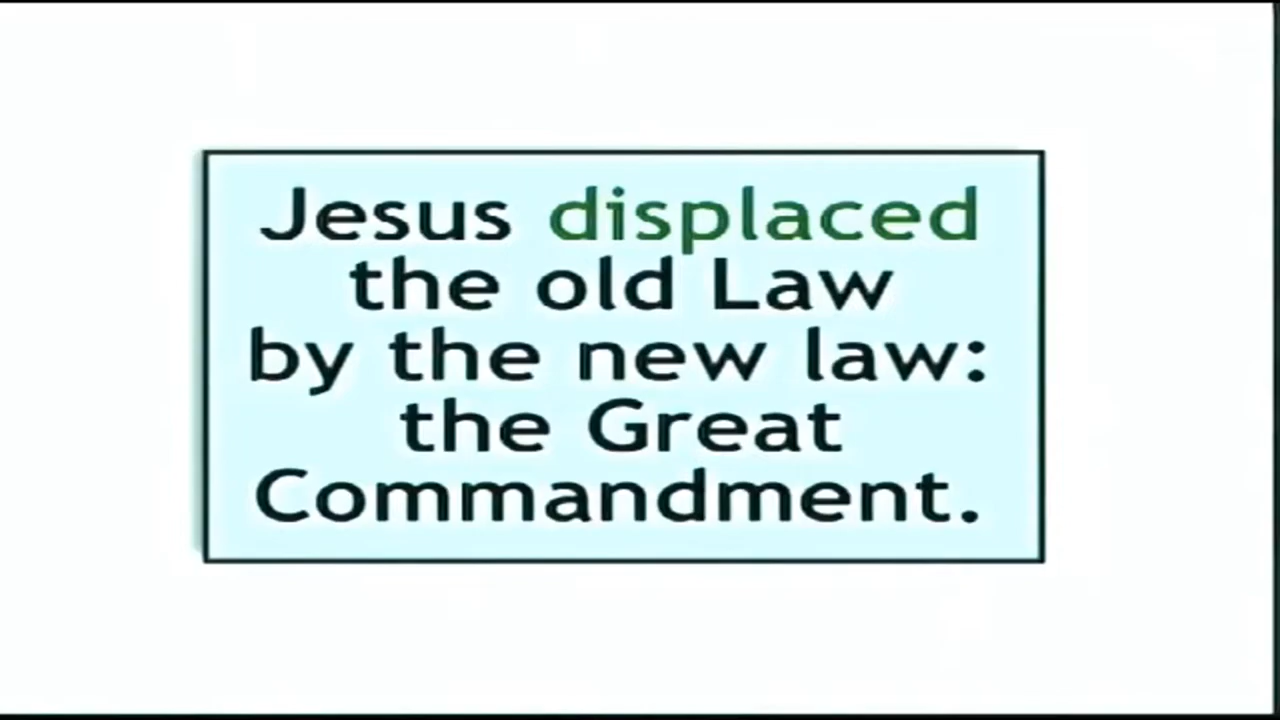 Jesus displaced
the old Law
by the new law:
the Great
Commandment.